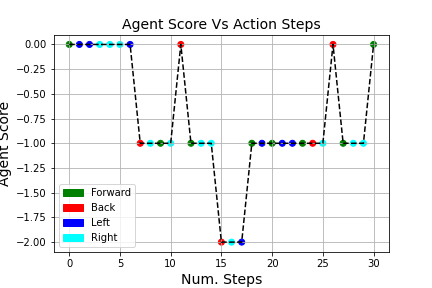 Agent Score Vs Action Steps
Agent Score
0.00
−0.25
−0.50
−0.75
−1.00
−1.25
−1.50
−1.75
−2.00
Forward
Back
Left
Right
0 5 10 15 20 25 30
Num. Steps